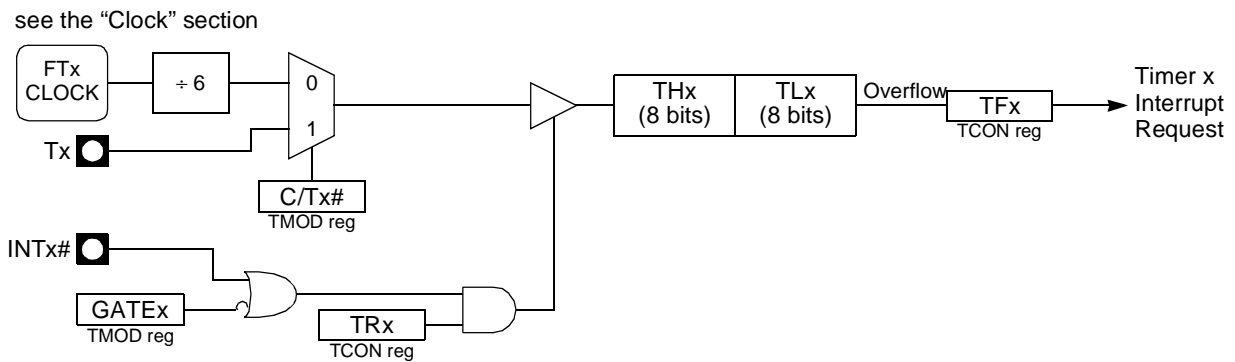 see the “Clock” section
FTx
CLOCK
÷ 6
0
1
Tx
C/Tx#
TMOD reg
THx
(8 bits)
TLx
(8 bits)
Overflow
TFx
TCON reg
Timer x
Interrupt
Request
INTx#
GATEx
TMOD reg
TRx
TCON reg